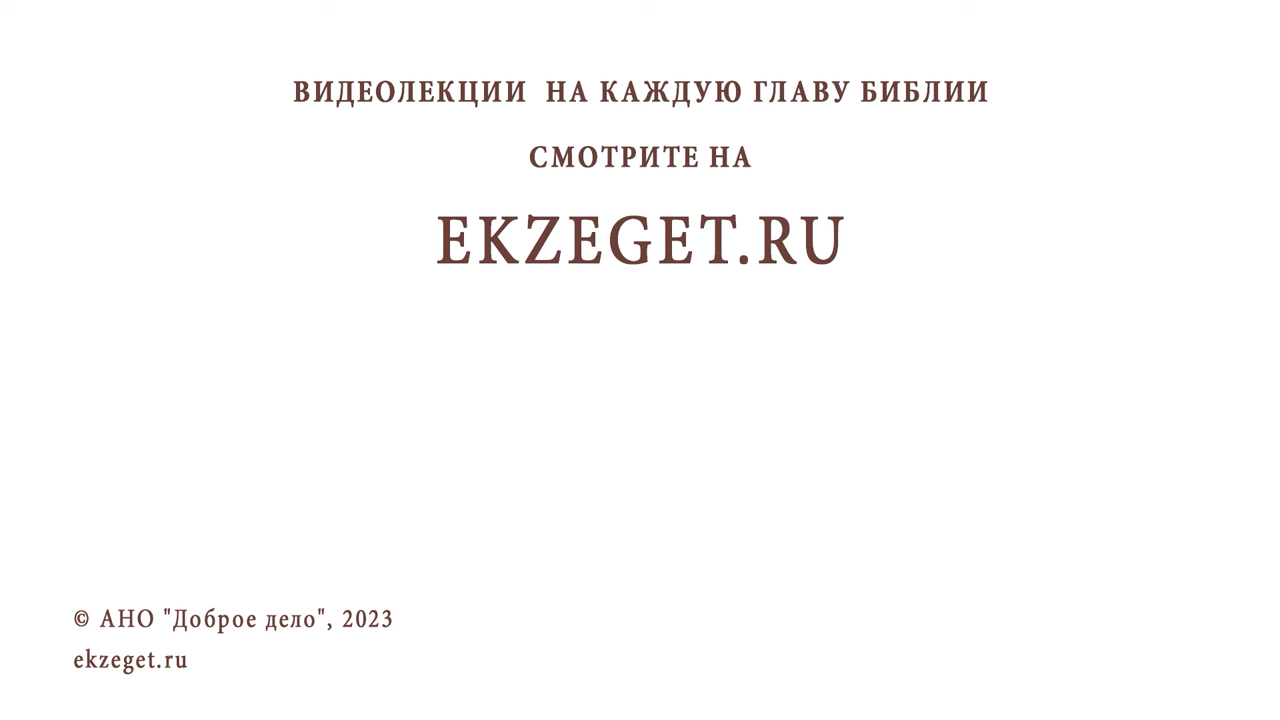 ВИДЕОЛЕКЦИИ НА КАЖДУЮ ГЛАВУ БИБЛИИ
СМОТРИТЕ НА
EKZEGET.RU
© АНО "Доброе дело", 2023
ekzeget.ru